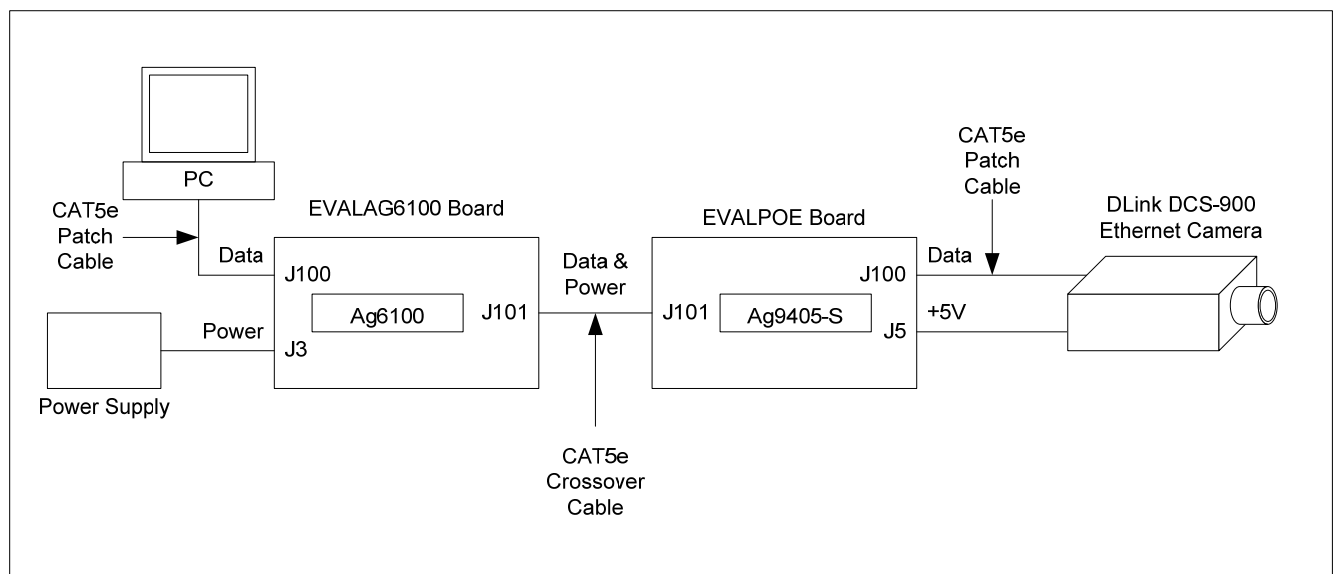 PC
CAT5e
Patch
Cable
Data
Power
Power Supply
EVALAG6100 Board
J100
Ag6100
J101
J3
Data &
Power
CAT5e
Crossover
Cable
EVALPOE Board
J100
J101
Ag9405-S
J5
Data
+5V
CAT5e
Patch
Cable
DLink DCS-900
Ethernet Camera